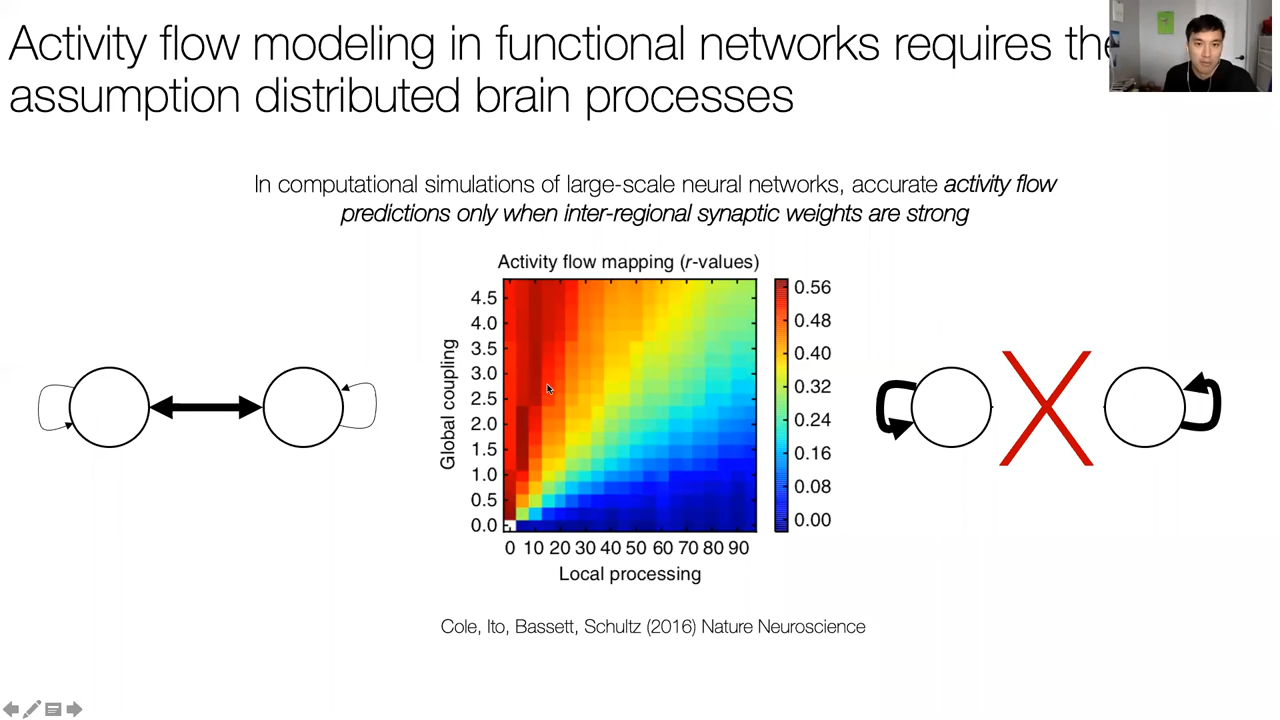 Activity flow modeling in functional networks requires the
assumption distributed brain processes
In computational simulations of large-scale neural networks, accurate activity flow
predictions only when inter-regional synaptic weights are strong
Activity flow mapping (r-values)
Global coupling
4.5
4.0
3.5
3.0
2.5
2.0
1.5
1.0
0.5
0.0
0 10 20 30 40 50 60 70 80 90
Local processing
0.56
0.48
0.40
0.32
0.24
0.16
0.08
0.00
Cole, Ito, Bassett, Schultz (2016) Nature Neuroscience